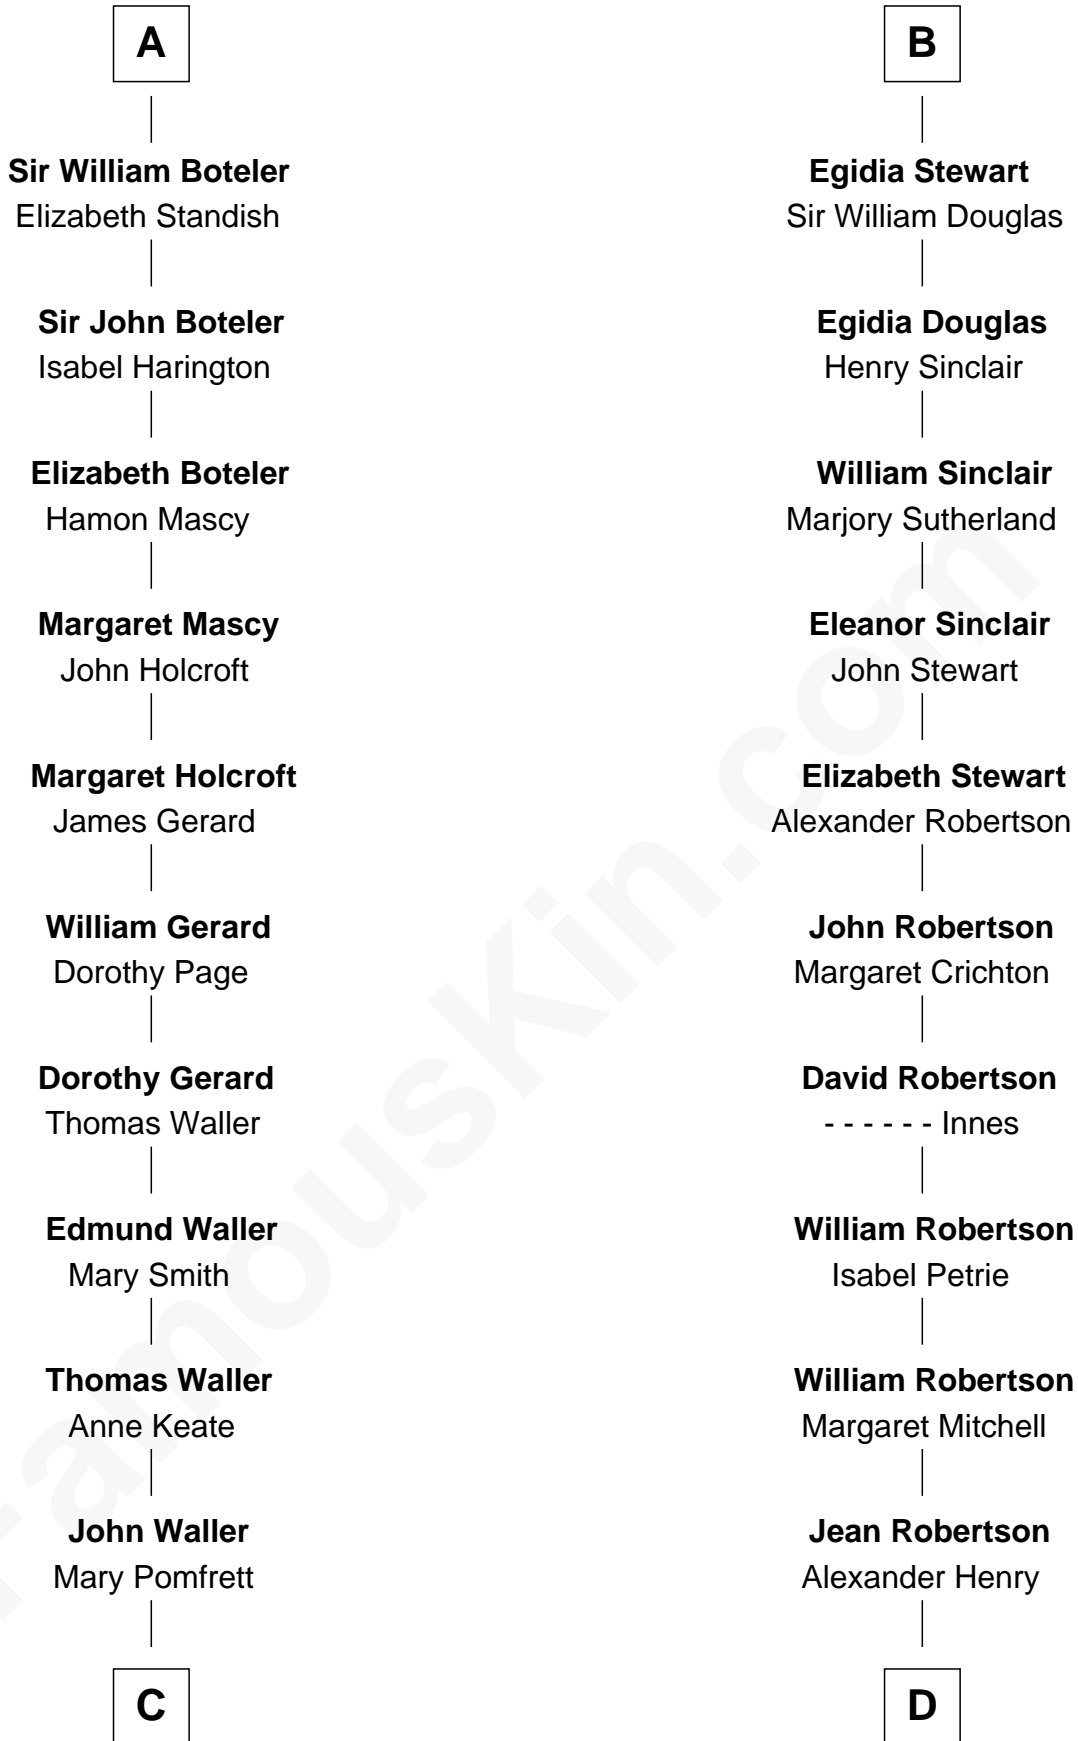 A
Sir William Boteler
Elizabeth Standish
Sir John Boteler
Isabel Harington
Elizabeth Boteler
Hamon Mascy
Margaret Mascy
John Holcroft
Margaret Holcroft
James Gerard
William Gerard
Dorothy Page
Dorothy Gerard
Thomas Waller
Edmund Waller
Mary Smith
Thomas Waller
Anne Keate
John Waller
Mary Pomfrett
C
B
Egidia Stewart
Sir William Douglas
Egidia Douglas
Henry Sinclair
William Sinclair
Marjory Sutherland
Eleanor Sinclair
John Stewart
Elizabeth Stewart
Alexander Robertson
John Robertson
Margaret Crichton
David Robertson
- - - - - - Innes
William Robertson
Isabel Petrie
William Robertson
Margaret Mitchell
Jean Robertson
Alexander Henry
D
FamousKin.com